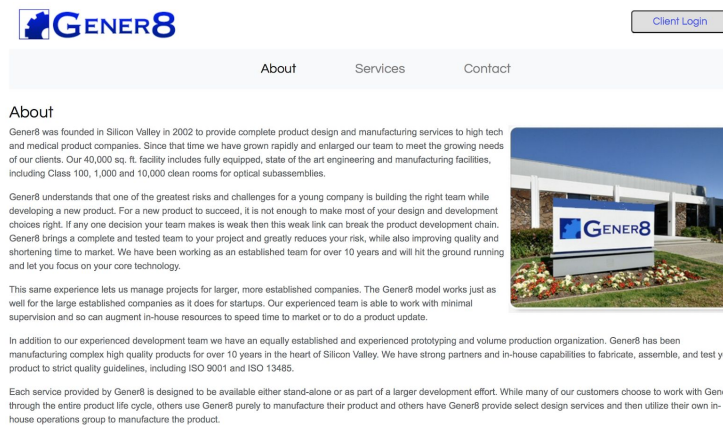 GENER8
Client Login
About
Services
Contact
About
Gener8 was founded in Silicon Valley in 2002 to provide complete product design and manufacturing services to high tech
and medical product companies. Since that time we have grown rapidly and enlarged our team to meet the growing needs
of our clients. Our 40,000 sq. ft. facility includes fully equipped, state of the art engineering and manufacturing facilities,
including Class 100, 1,000 and 10,000 clean rooms for optical subassemblies.
GENER8
Gener8 understands that one of the greatest risks and challenges for a young company is building the right team while
developing a new product. For a new product to succeed, it is not enough to make most of your design and development
choices right. If any one decision your team makes is weak then this weak link can break the product development chain.
Gener8 brings a complete and tested team to your project and greatly reduces your risk, while also improving quality and
shortening time to market. We have been working as an established team for over 10 years and will hit the ground running
and let you focus on your core technology.
This same experience lets us manage projects for larger, more established companies. The Gener8 model works just as
well for the large established companies as it does for startups. Our experienced team is able to work with minimal
supervision and so can augment in-house resources to speed time to market or to do a product update.
In addition to our experienced development team we have an equally established and experienced prototyping and volume production organization. Gener8 has been
manufacturing complex high quality products for over 10 years in the heart of Silicon Valley. We have strong partners and in-house capabilities to fabricate, assemble, and test y
product to strict quality guidelines, including ISO 9001 and ISO 13485.
Each service provided by Gener8 is designed to be available either stand-alone or as part of a larger development effort. While many of our customers choose to work with Gene
through the entire product life cycle, others use Gener8 purely to manufacture their product and others have Gener8 provide select design services and then utilize their own in-
house operations group to manufacture the product.